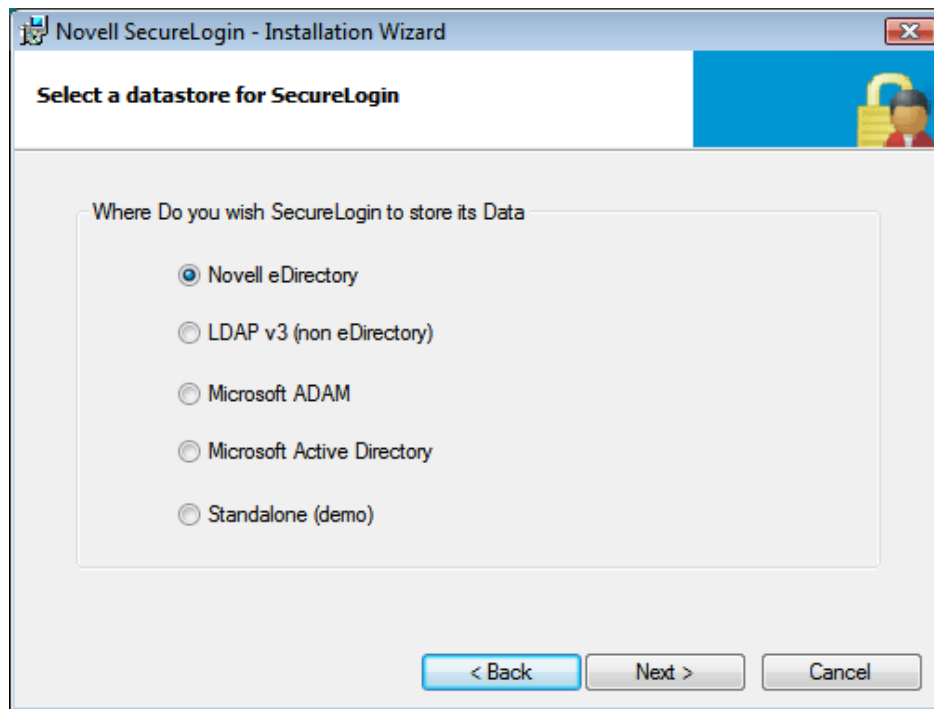 Novell SecureLogin - Installation Wizard
Select a datastore for SecureLogin
Where Do you wish SecureLogin to store its Data
Novell eDirectory
LDAP v3 (non eDirectory)
Microsoft ADAM
Microsoft Active Directory
Standalone (demo)
< Back Next > Cancel